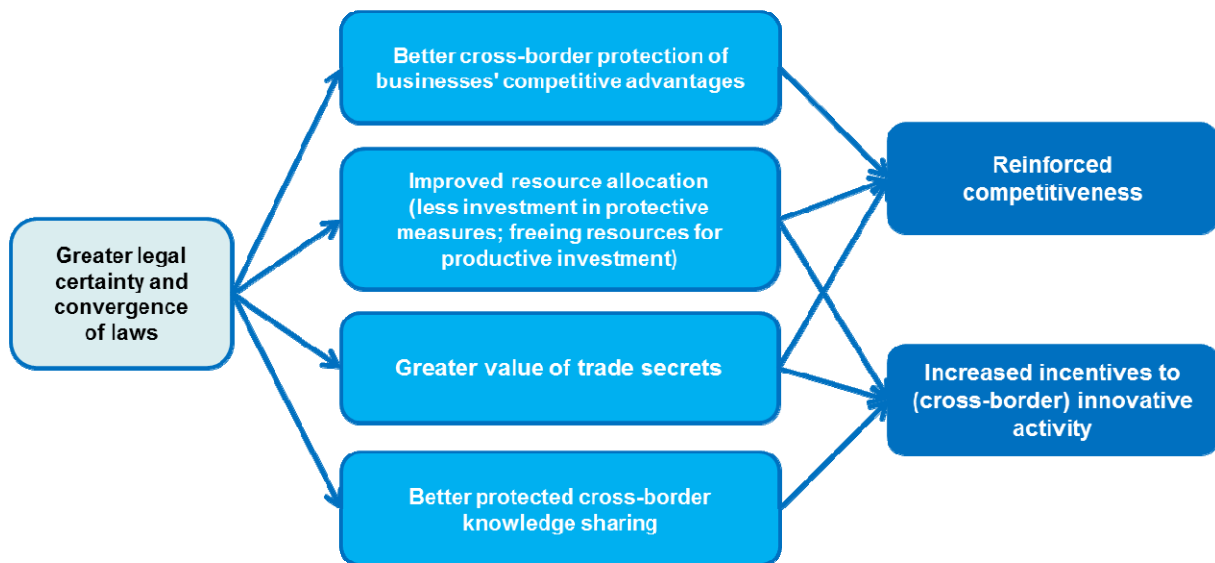 Greater legal
certainty and
convergence
of laws
Better cross-border protection of
businesses' competitive advantages
Improved resource allocation
(less investment in protective
measures; freeing resources for
productive investment)
Greater value of trade secrets
Better protected cross-border
knowledge sharing
Reinforced
competitiveness
Increased incentives to
(cross-border) innovative
activity